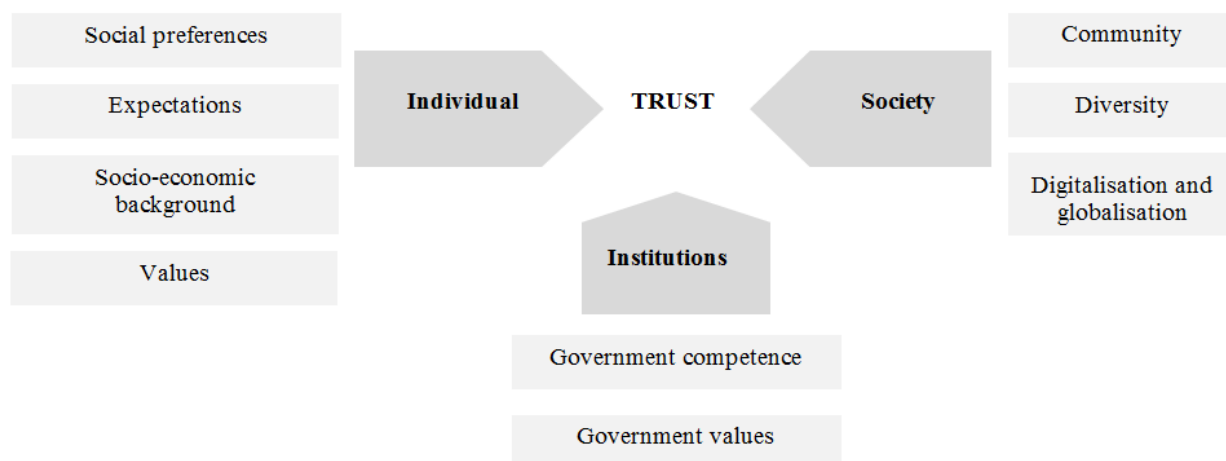 Social preferences
Expectations
Socio-economic
background
Values
Individual
TRUST
Society
Community
Diversity
Digitalisation and
globalisation
Institutions
Government competence
Government values